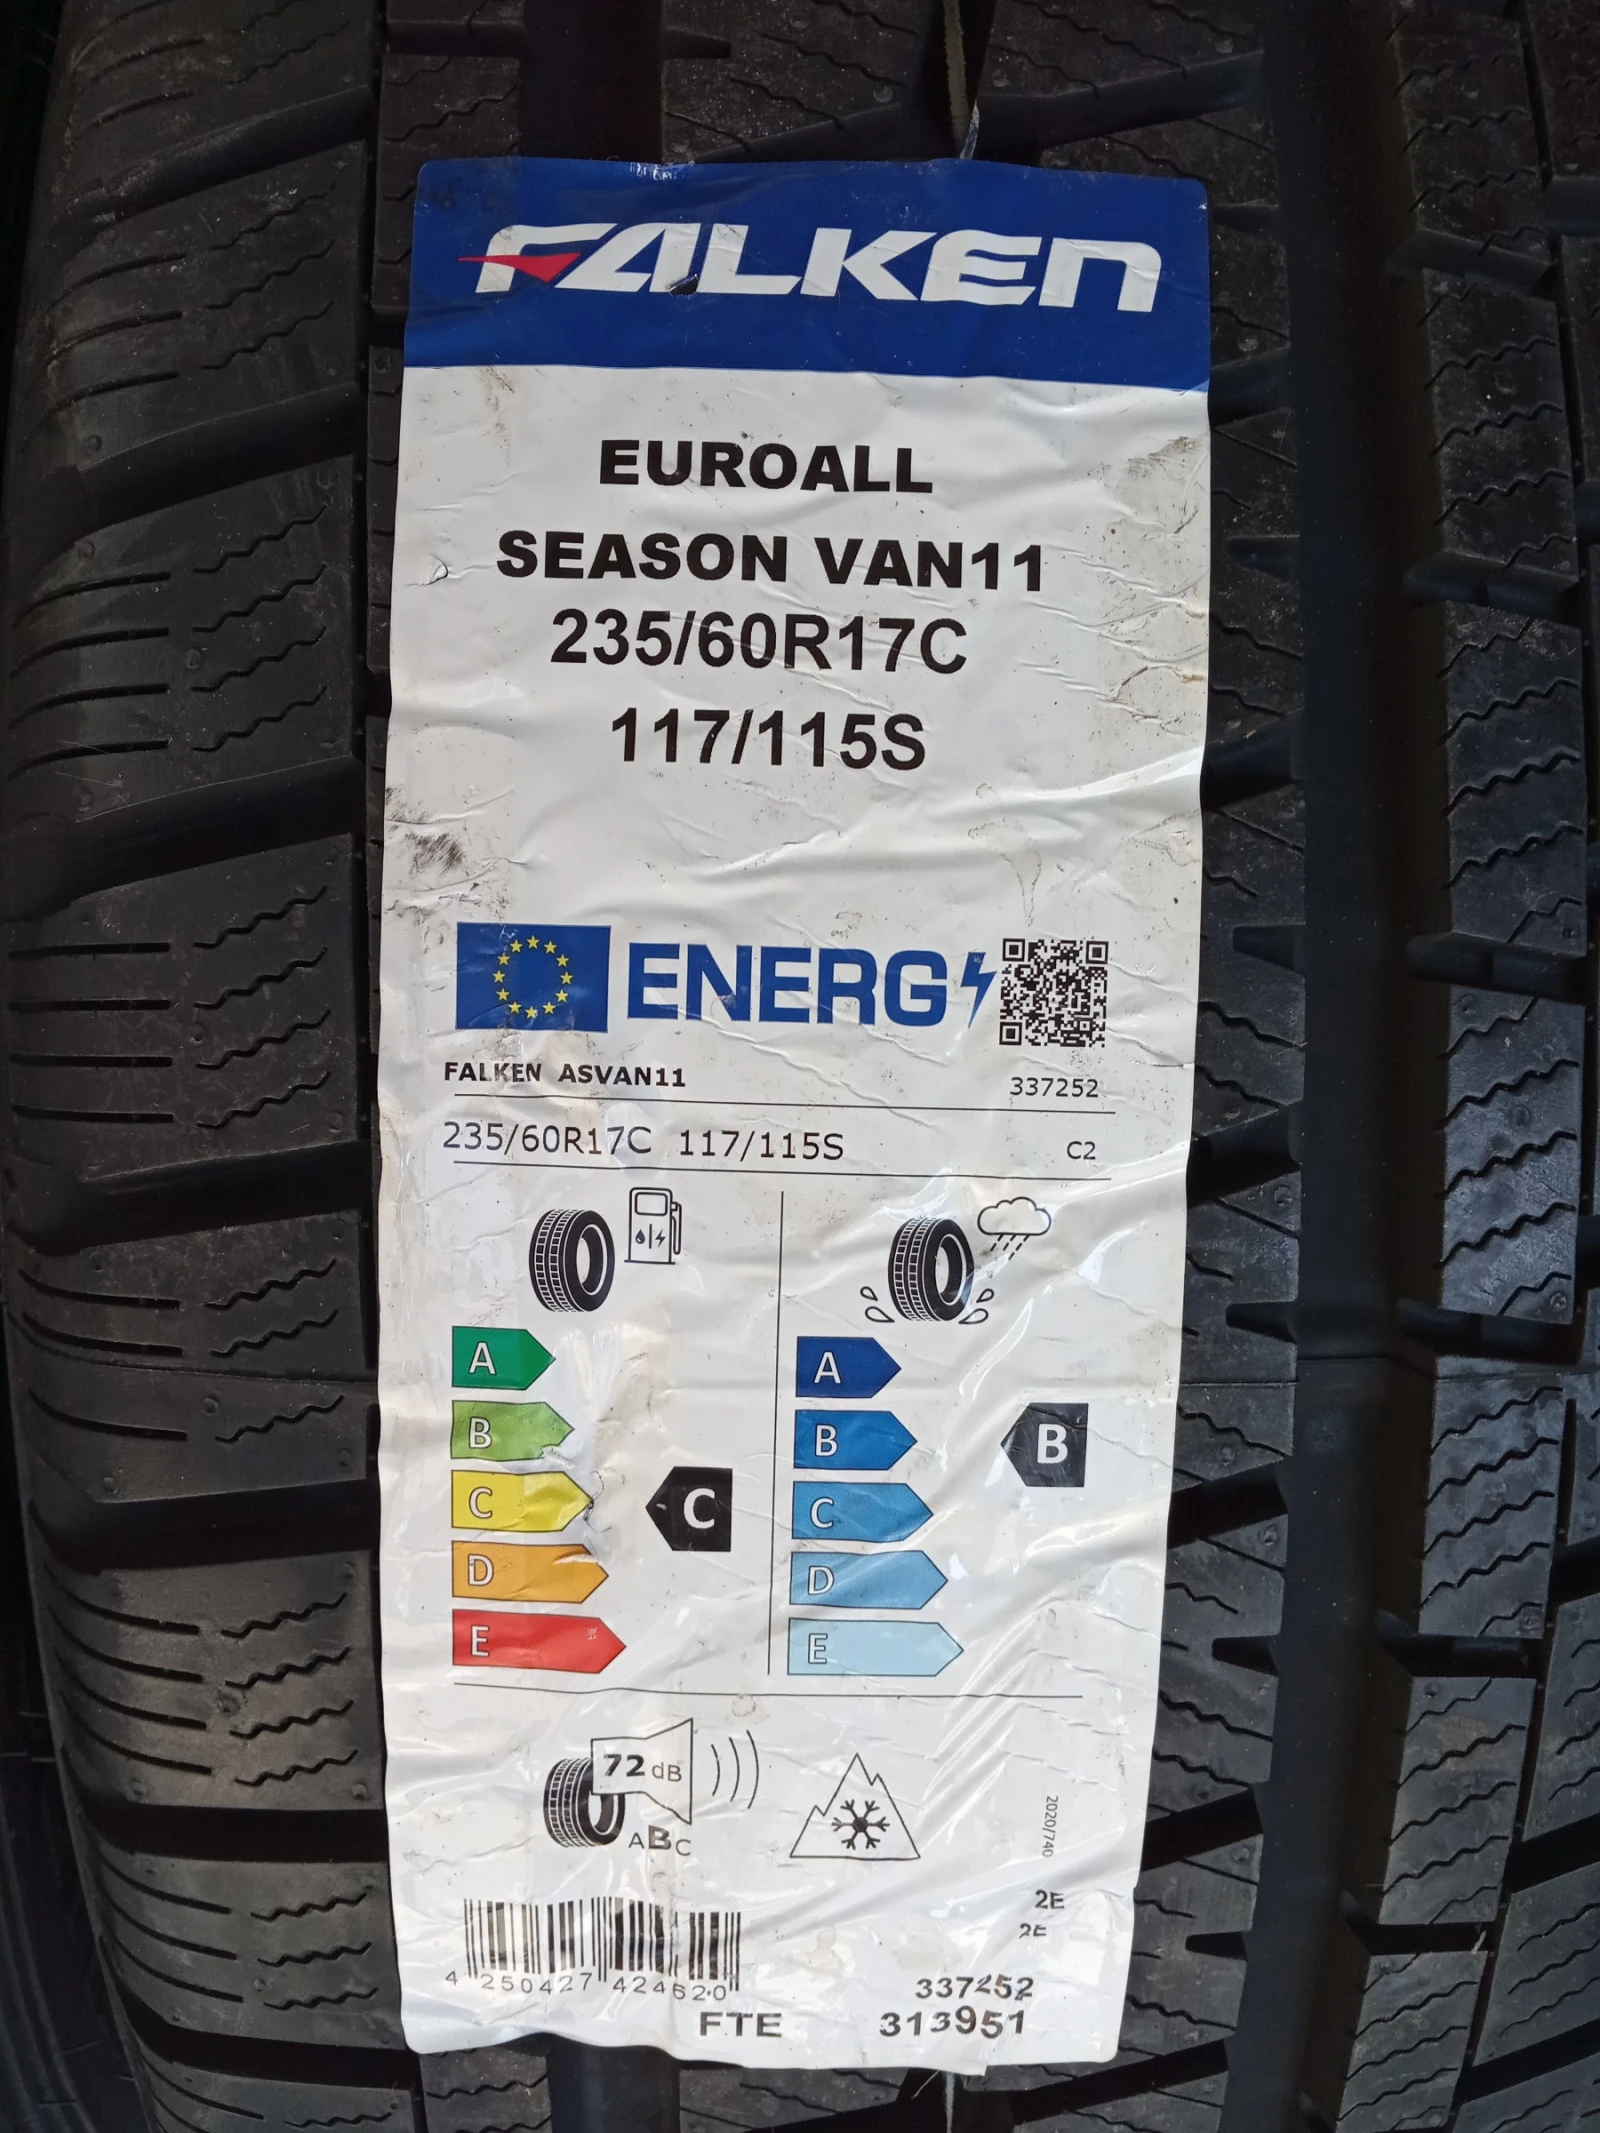 FALKEN
EUROALL
SEASON VAN11
235/60R17C
117/115S
ENERG
FALKEN ASVAN11
337252
235/60R17C 117/115S
C2
A
B
C
D
E
C
A
B
C
D
E
B
72 dB
ABC
2020/740
2E
2E
4 250427 424620
337252
FTE
313951